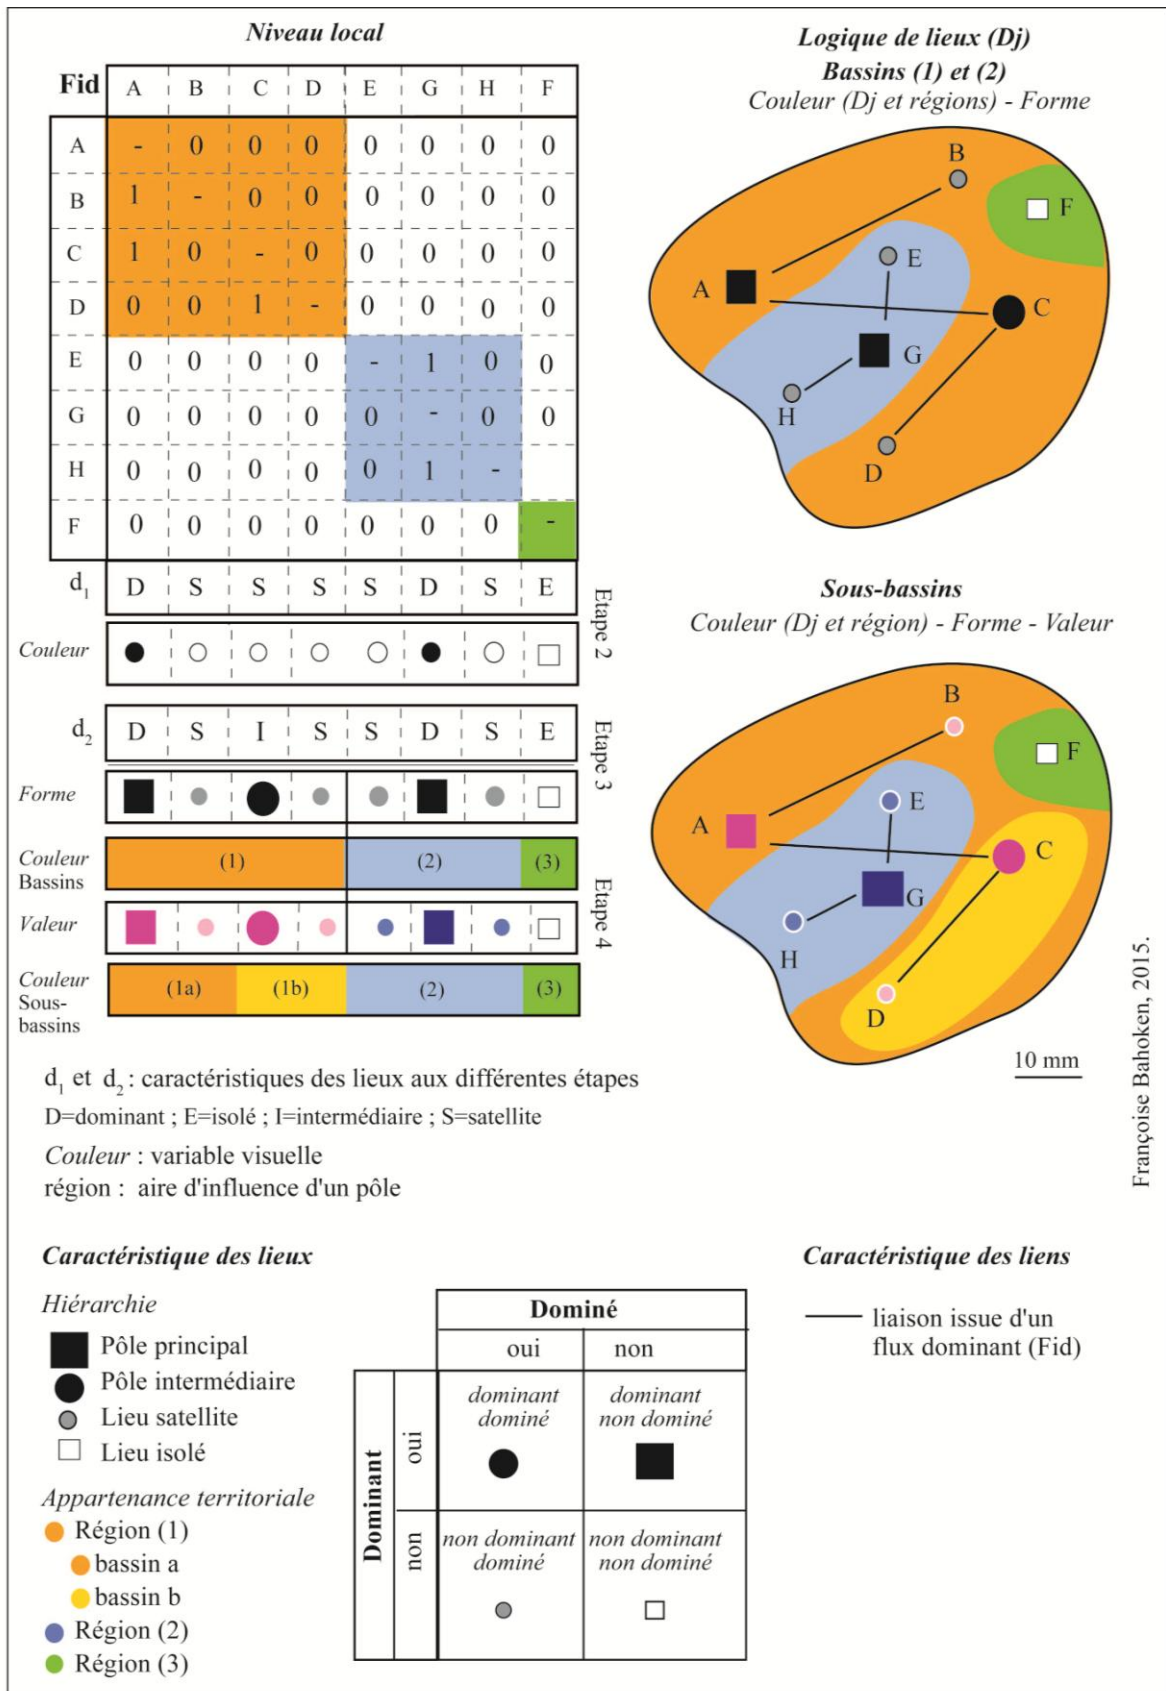 Niveau local
Fid A B C D E G H F
A - 0 0 0 0 0 0 0
B 1 - 0 0 0 0 0 0
C 1 0 - 0 0 0 0 0
D 0 0 1 - 0 0 0 0
E 0 0 0 0 - 1 0 0
G 0 0 0 0 0 - 0 0
H 0 0 0 0 0 1 -
F 0 0 0 0 0 0 0 -
d1 D S S S S D S E
Etape 2
Couleur
d2 D S I S S D S E
Etape 3
Forme
Couleur
Bassins
(1) (2) (3)
Etape 4
Valeur
Couleur
Sous-
bassins
(1a) (1b) (2) (3)
Logique de lieux (Dj)
Bassins (1) et (2)
Couleur (Dj et régions) - Forme
B
F
E
A
C
G
H
D
Sous-bassins
Couleur (Dj et région) - Forme - Valeur
B
F
E
A
C
G
H
D
10 mm
Françoise Bahoken, 2015.
d1 et d2 : caractéristiques des lieux aux différentes étapes
D=dominant ; E=isolé ; I=intermédiaire ; S=satellite
Couleur : variable visuelle
région : aire d'influence d'un pôle
Caractéristique des lieux
Hiérarchie
Pôle principal
Pôle intermédiaire
Lieu satellite
Lieu isolé
Appartenance territoriale
Région (1)
bassin a
bassin b
Région (2)
Région (3)
Dominé
oui non
Dominant
oui
dominant
dominé
dominant
non dominé
non
non dominant
dominé
non dominant
non dominé
Caractéristique des liens
liaison issue d'un
flux dominant (Fid)